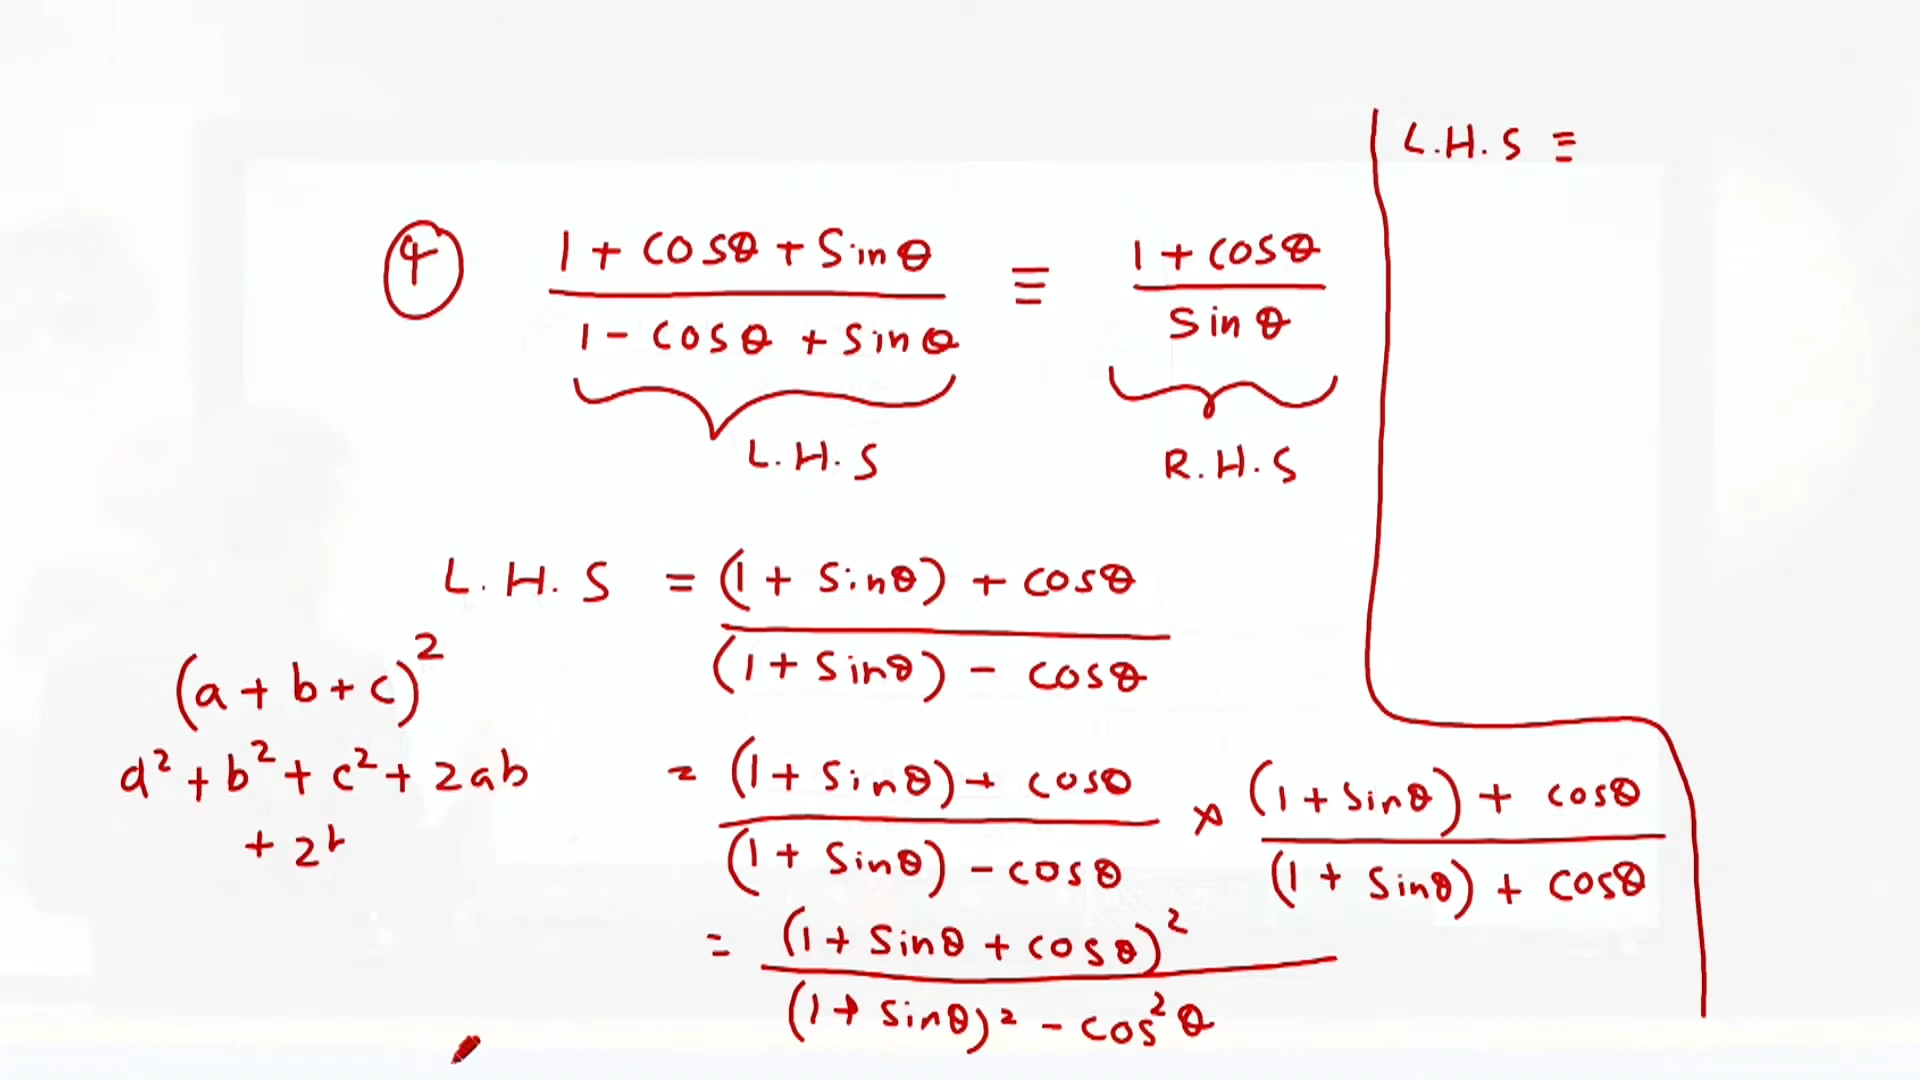 ④ (1 + cosθ + Sinθ)/(1 - cosθ + sinθ) ≡ (1 + cosθ)/(sinθ)
L.H.S R.H.S
L.H.S = ((1 + sinθ) + cosθ)/((1 + sinθ) - cosθ)
= ((1 + sinθ) + cosθ)/((1 + sinθ) - cosθ) × ((1 + sinθ) + cosθ)/((1 + sinθ) + cosθ)
= (1 + sinθ + cosθ)²/((1 + sinθ)² - cos²θ)
(a + b + c)²
a² + b² + c² + 2ab
+ 2
L.H.S ≡